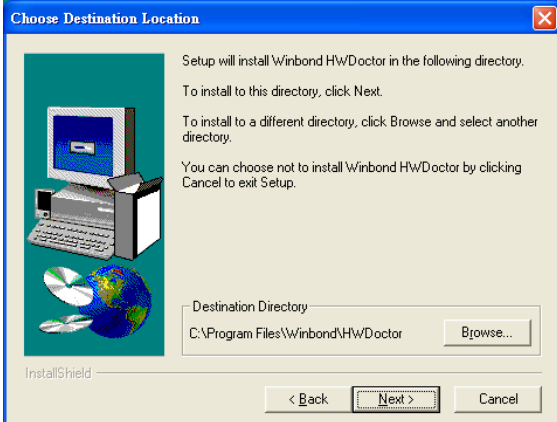 Choose Destination Location
Setup will install Winbond HWDoctor in the following directory.
To install to this directory, click Next.
To install to a different directory, click Browse and select another
directory.
You can choose not to install Winbond HWDoctor by clicking
Cancel to exit Setup.
Destination Directory
C:\Program Files\Winbond\HWDoctor
Browse...
InstallShield
< Back
Next >
Cancel